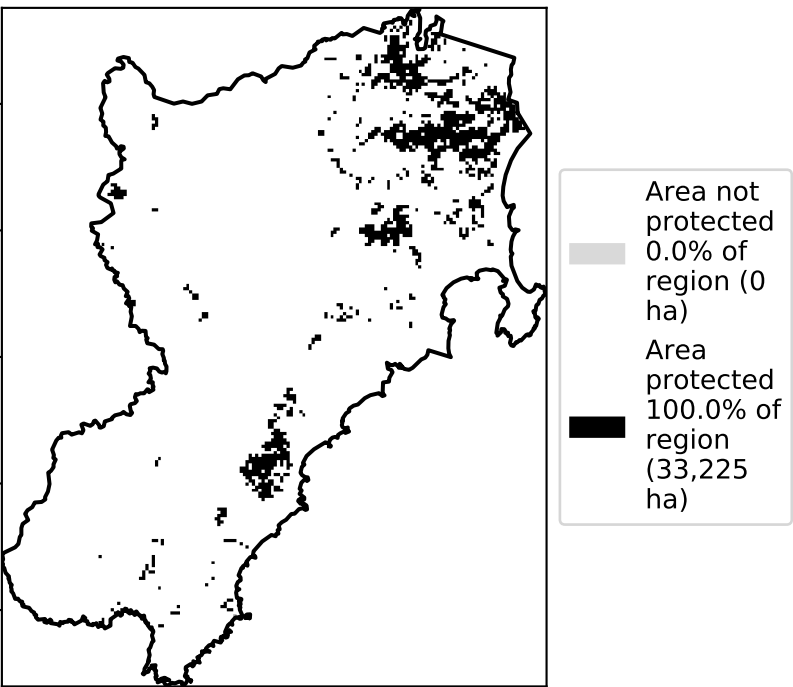 Area not
protected
0.0% of
region (0
ha)
Area
protected
100.0% of
region
(33,225
ha)